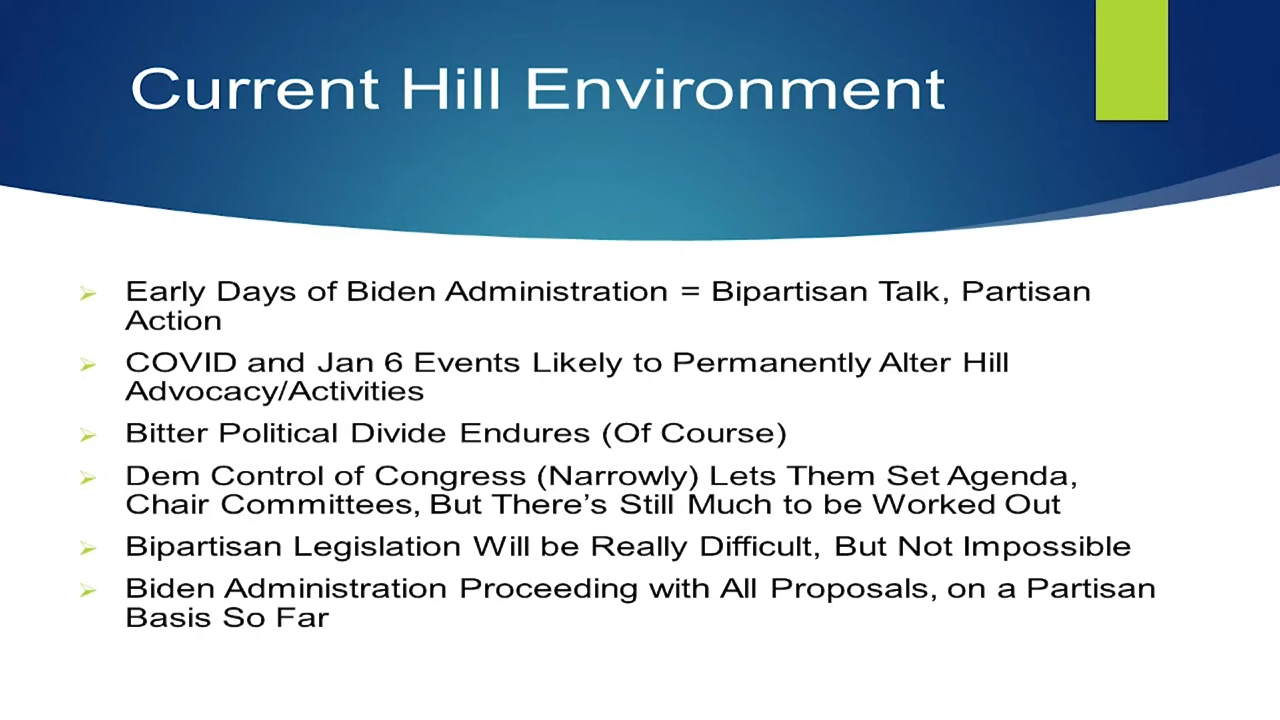 Current Hill Environment
Early Days of Biden Administration = Bipartisan Talk, Partisan
Action
COVID and Jan 6 Events Likely to Permanently Alter Hill
Advocacy/Activities
Bitter Political Divide Endures (Of Course)
Dem Control of Congress (Narrowly) Lets Them Set Agenda,
Chair Committees, But There’s Still Much to be Worked Out
Bipartisan Legislation Will be Really Difficult, But Not Impossible
Biden Administration Proceeding with All Proposals, on a Partisan
Basis So Far